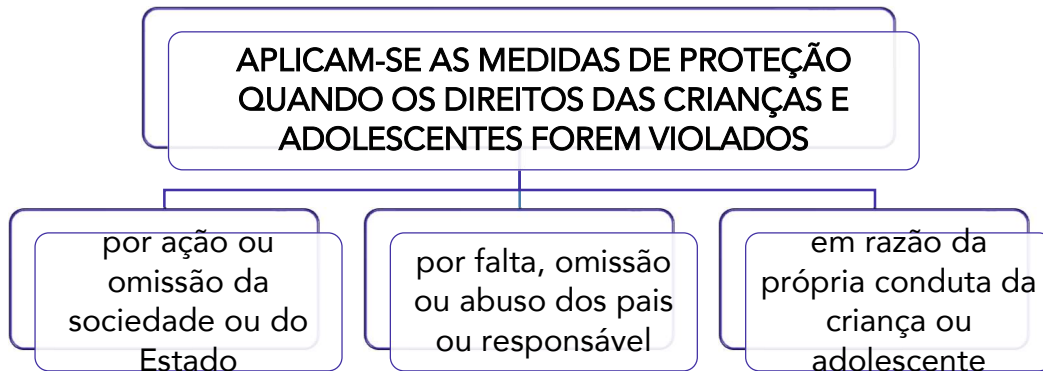 APLICAM-SE AS MEDIDAS DE PROTEÇÃO
QUANDO OS DIREITOS DAS CRIANÇAS E
ADOLESCENTES FOREM VIOLADOS
por ação ou
omissão da
sociedade ou do
Estado
por falta, omissão
ou abuso dos pais
ou responsável
em razão da
própria conduta da
criança ou
adolescente